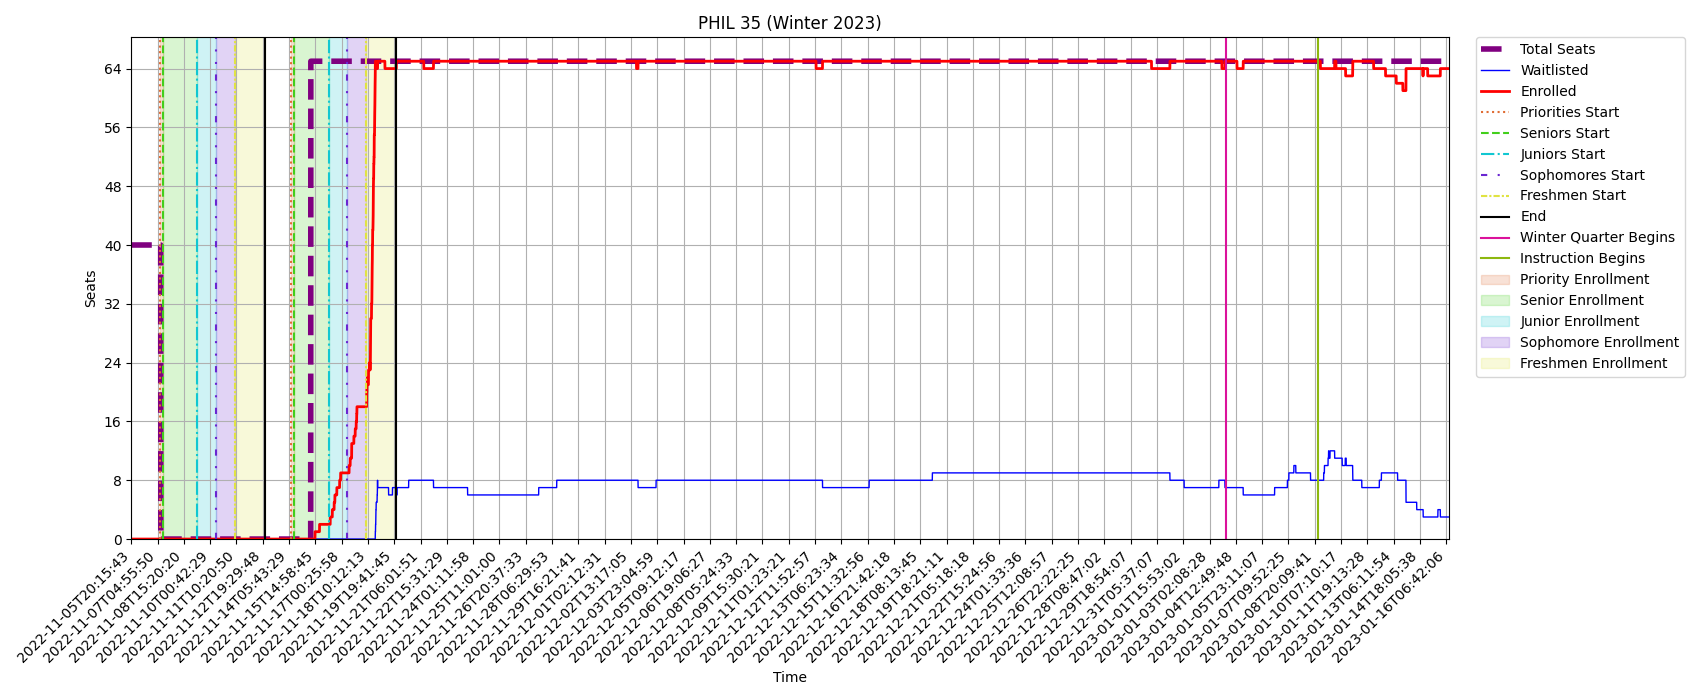 PHIL 35 (Winter 2023)
Seats
64
56
48
40
32
24
16
8
0
2022-11-05T20:15:43
2022-11-07T04:55:50
2022-11-08T15:20:20
2022-11-10T00:42:29
2022-11-11T10:20:50
2022-11-12T19:29:48
2022-11-14T05:43:29
2022-11-15T14:58:45
2022-11-17T00:25:58
2022-11-18T10:12:13
2022-11-19T19:41:45
2022-11-21T06:01:51
2022-11-22T15:31:29
2022-11-24T01:11:58
2022-11-25T11:01:00
2022-11-26T20:37:33
2022-11-28T06:29:53
2022-11-29T16:21:41
2022-12-01T02:12:31
2022-12-02T13:17:05
2022-12-03T23:04:59
2022-12-05T09:12:17
2022-12-06T19:06:27
2022-12-08T05:24:33
2022-12-09T15:30:21
2022-12-11T01:23:21
2022-12-12T11:52:57
2022-12-13T06:23:34
2022-12-15T11:32:56
2022-12-16T21:42:18
2022-12-18T08:13:45
2022-12-19T18:21:11
2022-12-21T05:18:18
2022-12-22T15:24:56
2022-12-24T01:33:36
2022-12-25T12:08:57
2022-12-26T22:22:25
2022-12-28T08:47:02
2022-12-29T18:54:07
2022-12-31T05:37:07
2023-01-01T15:53:02
2023-01-03T02:08:28
2023-01-04T12:49:48
2023-01-05T23:11:07
2023-01-07T09:52:25
2023-01-08T20:09:41
2023-01-10T07:10:17
2023-01-11T19:13:28
2023-01-13T06:11:54
2023-01-14T18:05:38
2023-01-16T06:42:06
Time
Total Seats
Waitlisted
Enrolled
Priorities Start
Seniors Start
Juniors Start
Sophomores Start
Freshmen Start
End
Winter Quarter Begins
Instruction Begins
Priority Enrollment
Senior Enrollment
Junior Enrollment
Sophomore Enrollment
Freshmen Enrollment